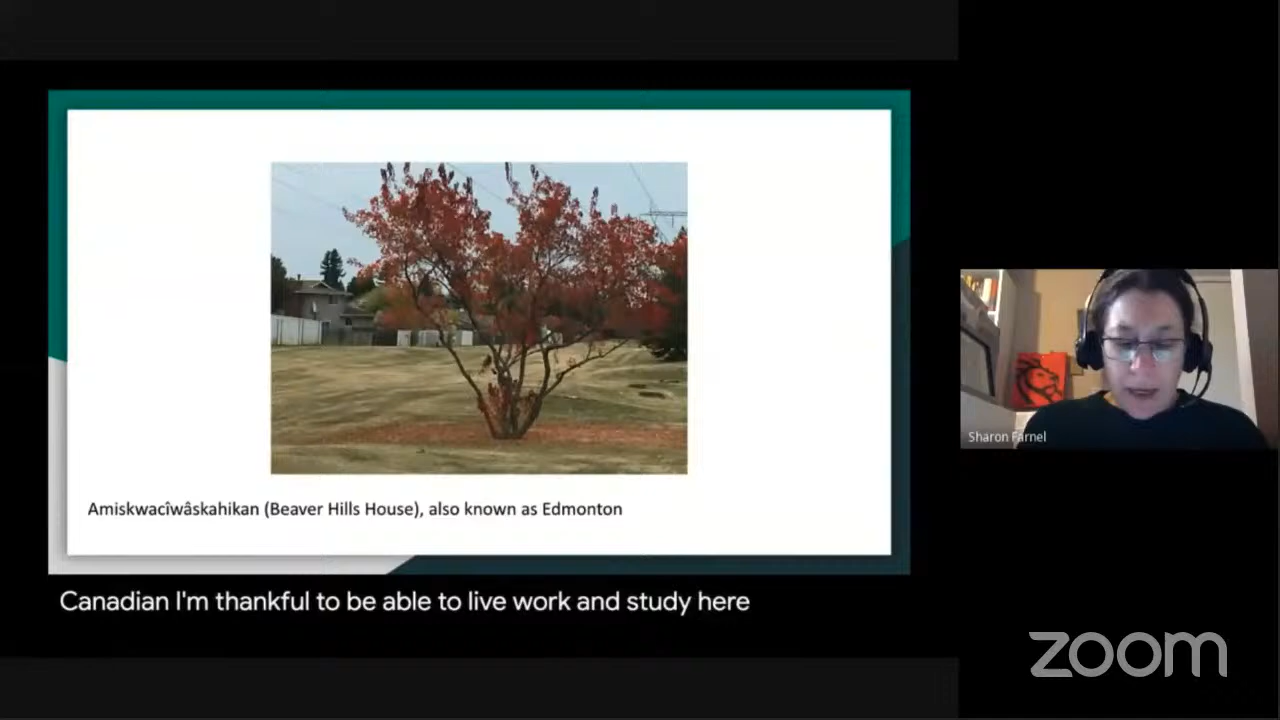 Amiskwacîwâskahikan (Beaver Hills House), also known as Edmonton
Canadian I'm thankful to be able to live work and study here
Sharon Farnel
zoom